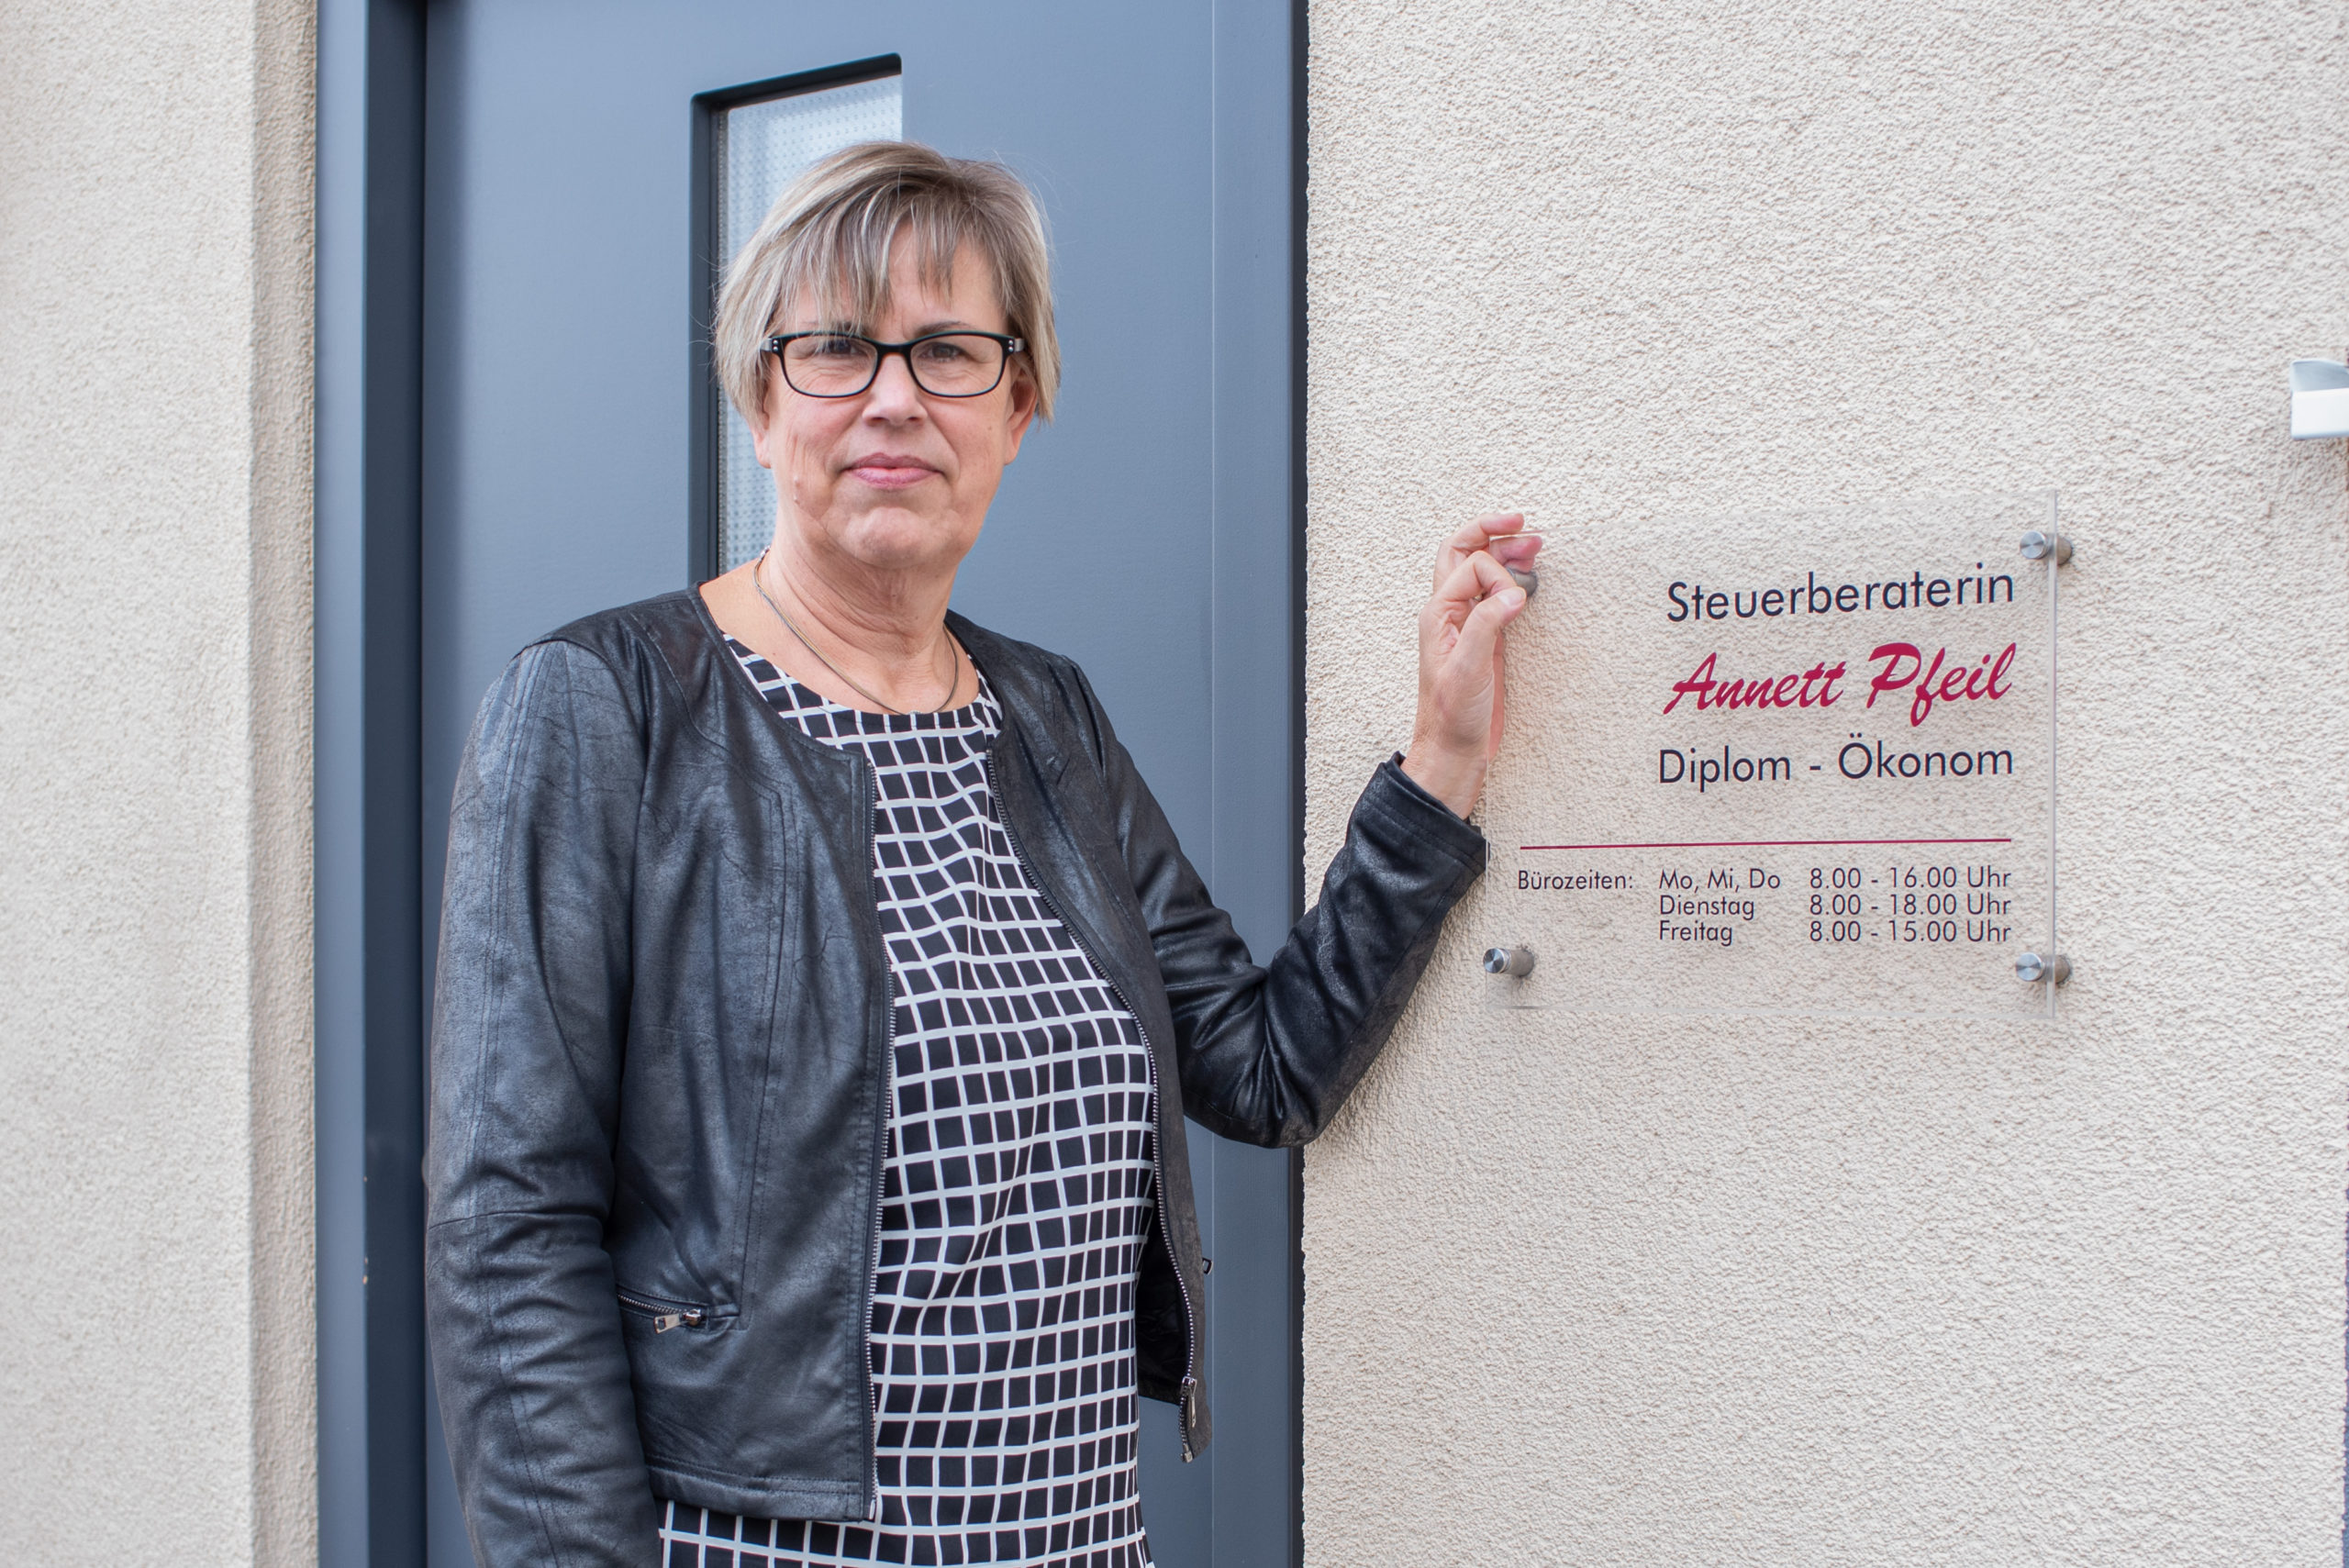 Steuerberaterin
Annett Pfeil
Diplom - Ökonom
Bürozeiten: Mo, Mi, Do 8.00 - 16.00 Uhr
Dienstag 8.00 - 18.00 Uhr
Freitag 8.00 - 15.00 Uhr